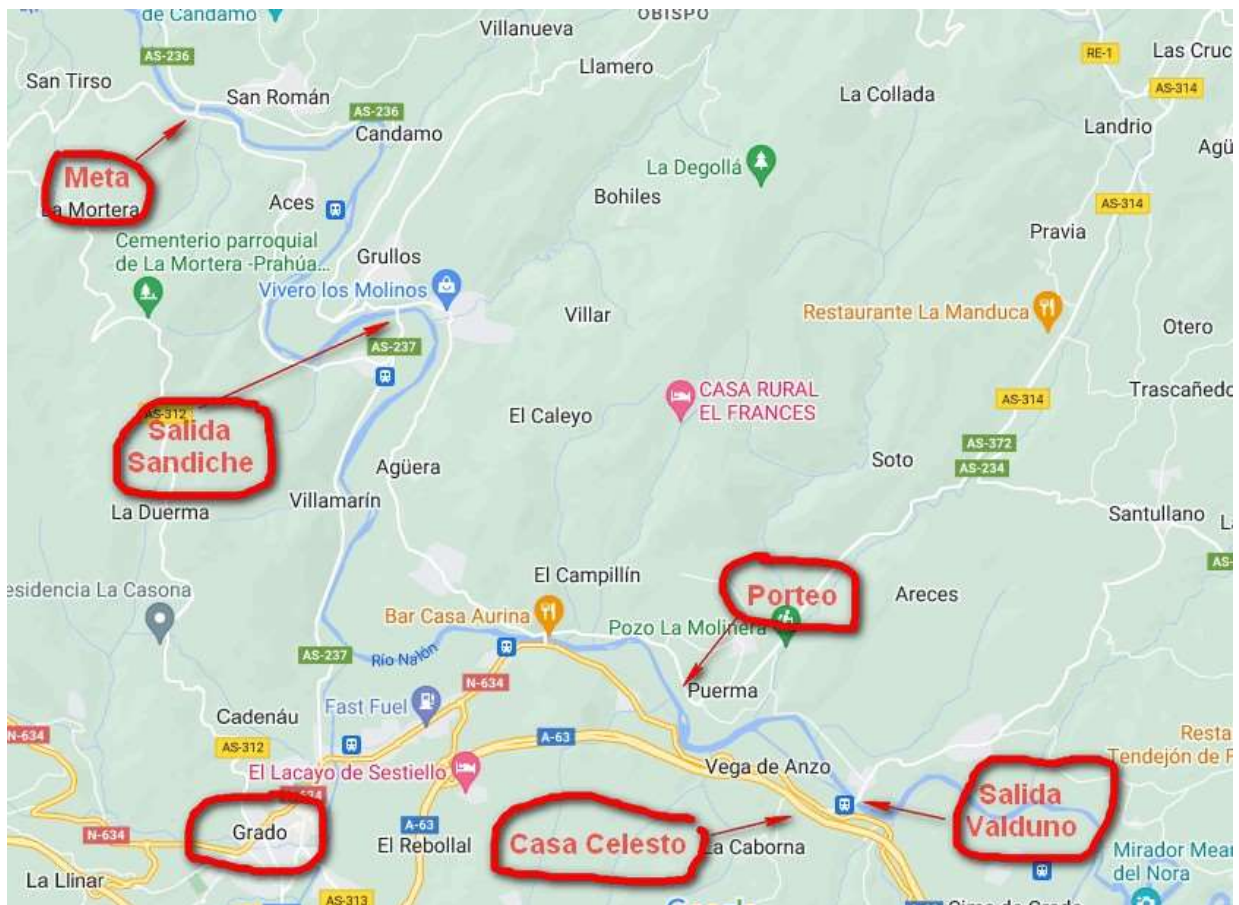 de Candamo
OBISPO
Villanueva
AS-236
Las Cruc
RE-1
Llamero
San Tirso
AS-314
La Collada
San Román
AS-236
Candamo
Landrio
Agü
La Degollá
Meta
Bohiles
La Mortera
Aces
AS-314
Pravia
Cementerio parroquial
de La Mortera -Prahúa...
Grullos
Vivero los Molinos
Villar
Restaurante La Manduca
Otero
AS-237
CASA RURAL
EL FRANCES
Trascañedo
AS-314
AS-312
El Caleyo
Salida
Sandiche
AS-372
Soto
AS-234
Agüera
Villamarín
La Duerma
Santullano
AS-
El Campillín
esidencia La Casona
Porteo
Areces
Bar Casa Aurina
Pozo La Molinera
AS-237
Río Nalón
N-634
Puerma
Fast Fuel
Cadenáu
N-634
A-63
Resta
AS-312
Tendejón de F
Vega de Anzo
El Lacayo de Sestiello
N-634
Salida
Valduno
Grado
A-63
N-634
El Rebollal
Casa Celesto
La Caborna
Mirador Mear
del Nora
La Llinar
AS-313